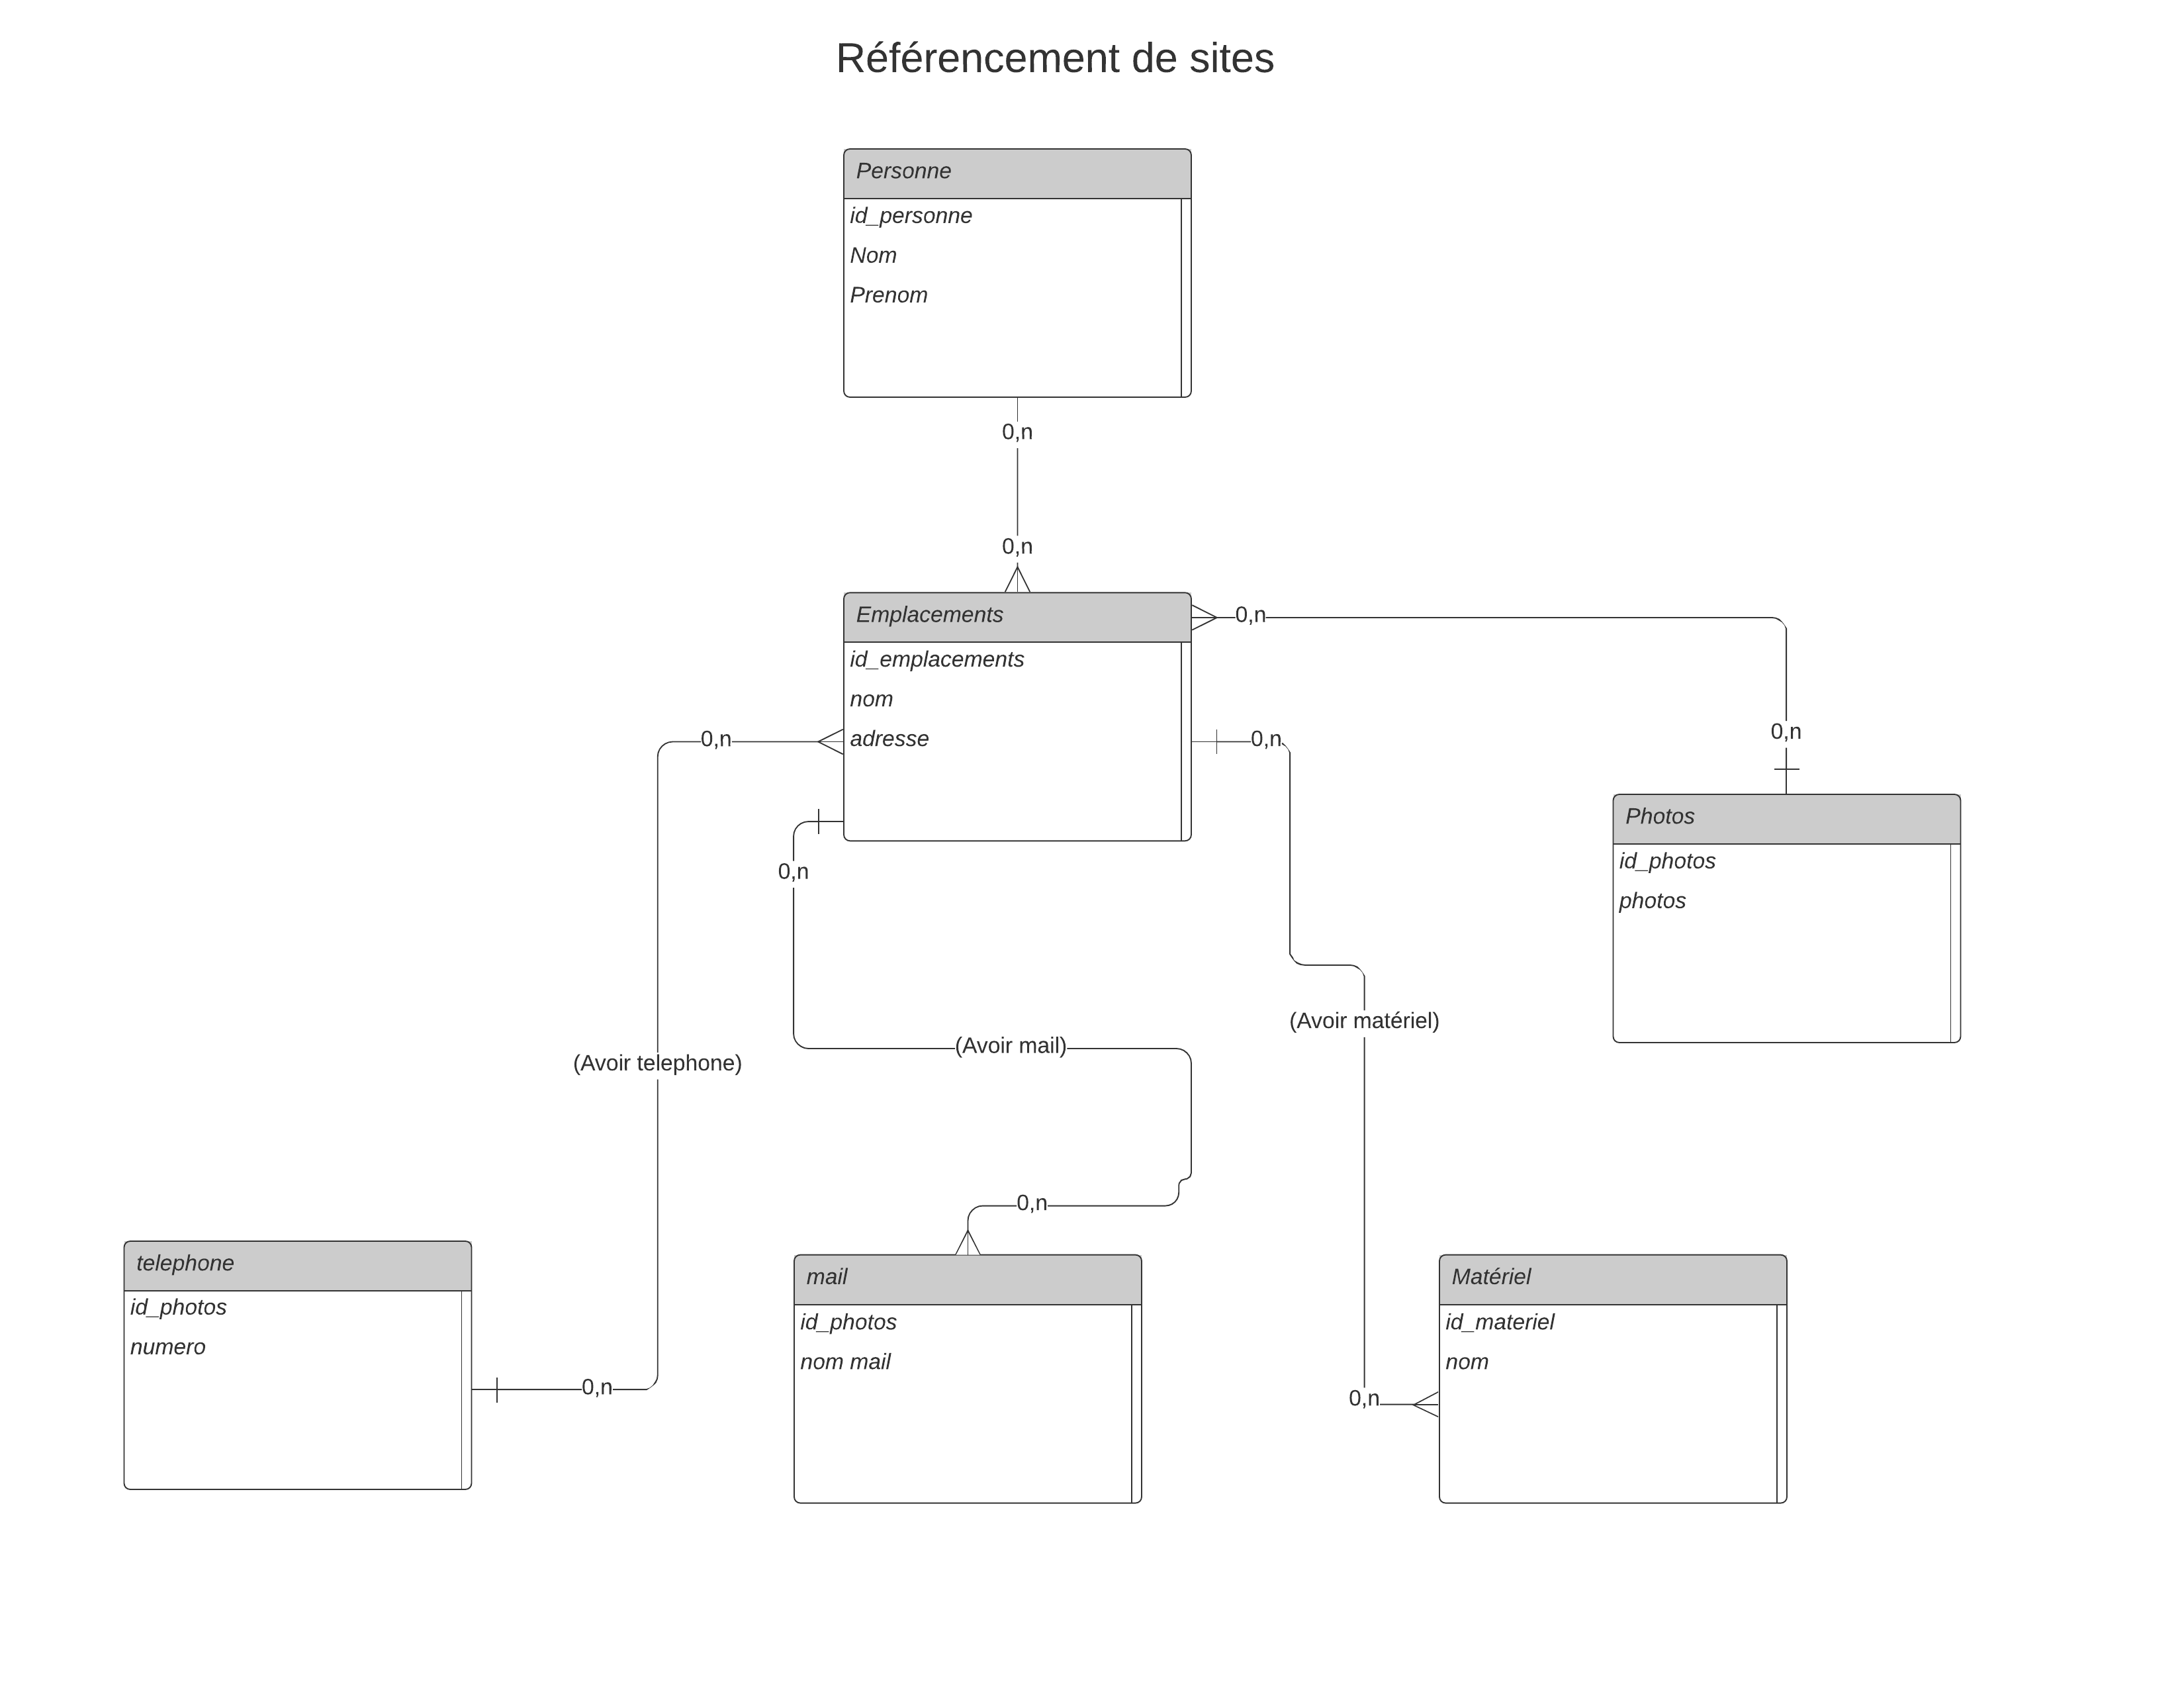 Référencement de sites
Personne
id_personne
Nom
Prenom
0,n
0,n
Emplacements
id_emplacements
nom
adresse
0,n
0,n
Photos
id_photos
photos
0,n
0,n
0,n
(Avoir matériel)
(Avoir mail)
(Avoir telephone)
0,n
telephone
id_photos
numero
0,n
mail
id_photos
nom mail
Matériel
id_materiel
nom
0,n